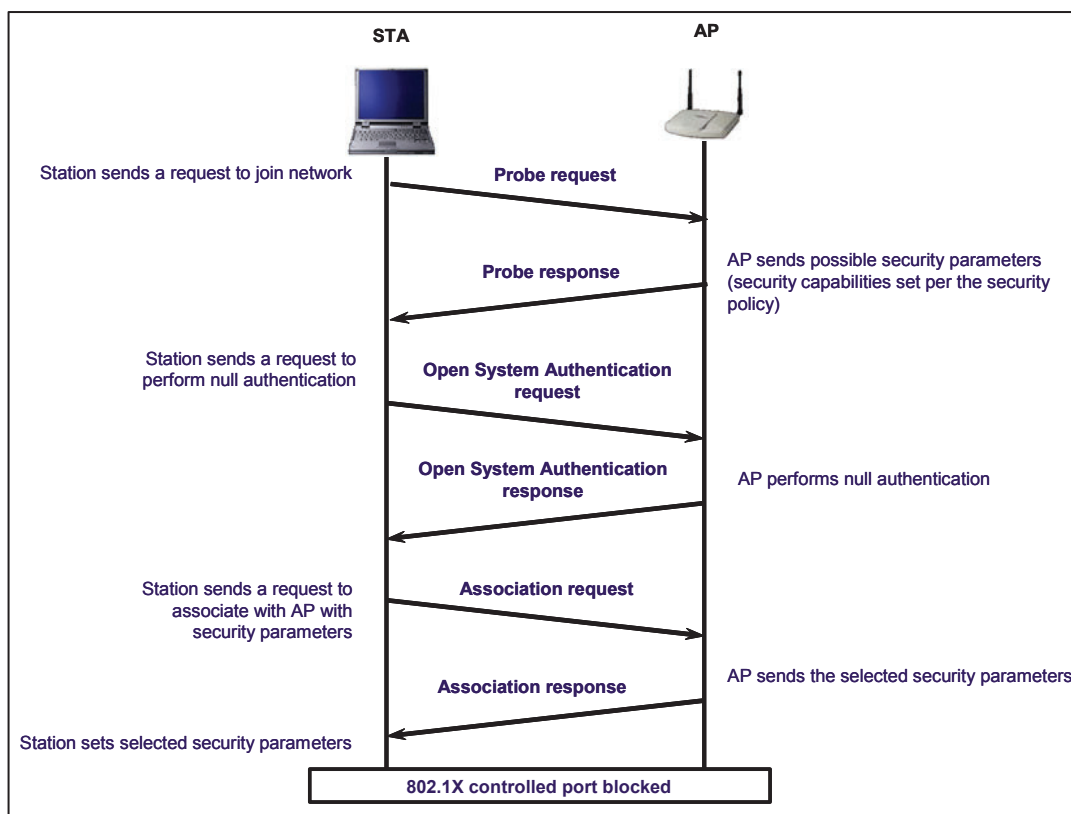 STA
AP
Station sends a request to join network
Probe request
Probe response
AP sends possible security parameters
(security capabilities set per the security
policy)
Station sends a request to
perform null authentication
Open System Authentication
request
Open System Authentication
response
AP performs null authentication
Station sends a request to
associate with AP with
security parameters
Association request
Association response
AP sends the selected security parameters
Station sets selected security parameters
802.1X controlled port blocked